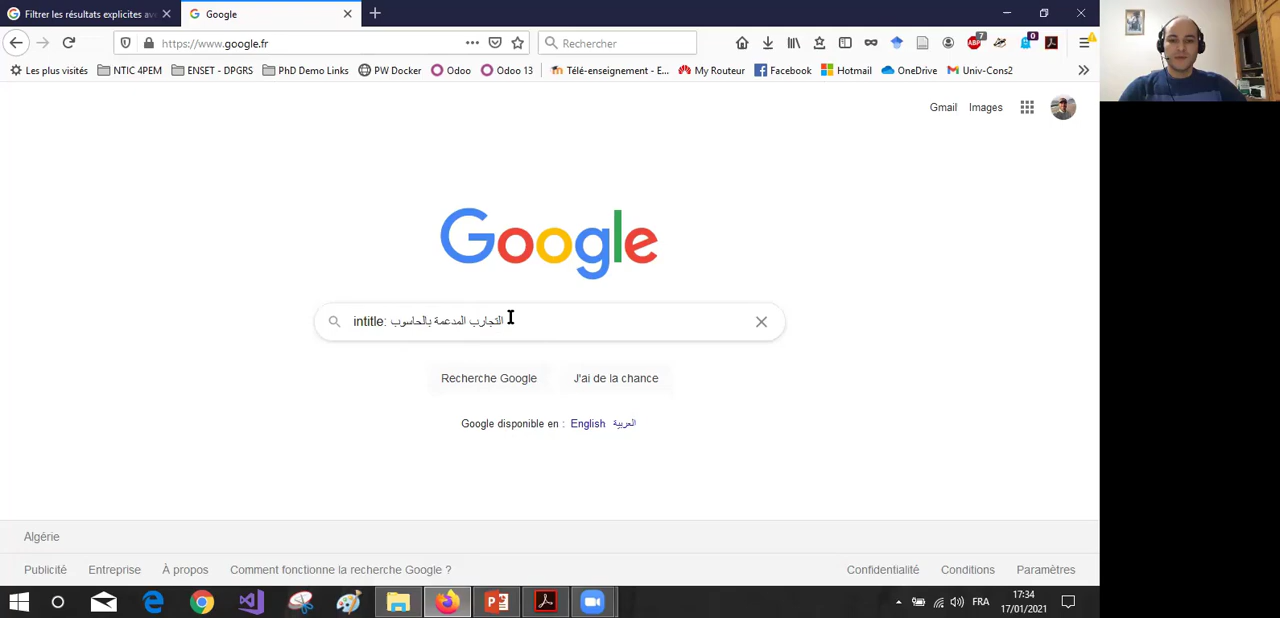 Filtrer les résultats explicites av
Google
https://www.google.fr
Rechercher
7
0
Les plus visités
NTIC 4PEM
ENSET - DPGRS
PhD Demo Links
PW Docker
Odoo
Odoo 13
Télé-enseignement - E...
My Routeur
Facebook
Hotmail
OneDrive
Univ-Cons2
Gmail
Images
Google
intitle: التجارب المدعمة بالحاسوب
Recherche Google
J'ai de la chance
Google disponible en : English العربية
Algérie
Publicité
Entreprise
À propos
Comment fonctionne la recherche Google ?
Confidentialité
Conditions
Paramètres
FRA
17:34
17/01/2021